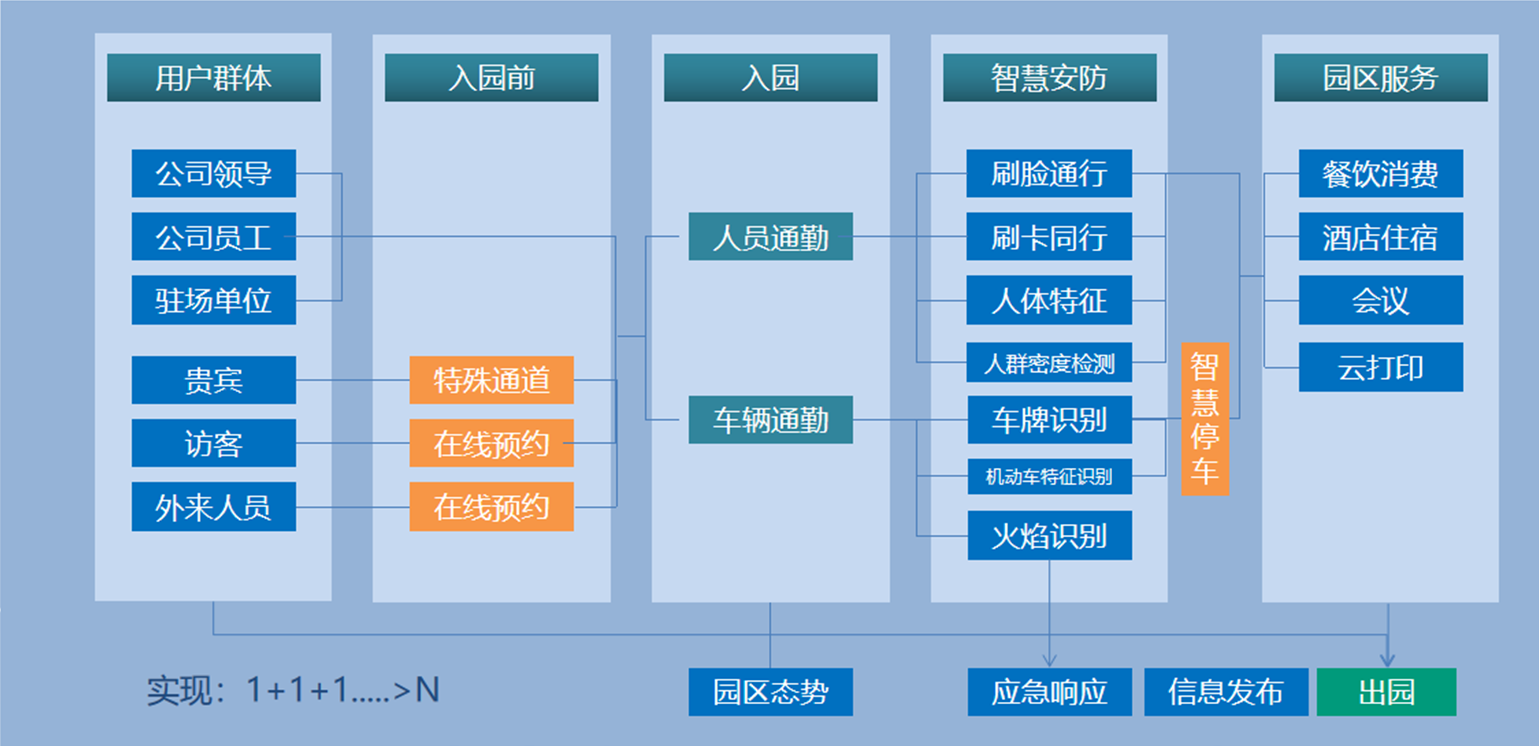 用户群体
公司领导
公司员工
驻场单位
贵宾
访客
外来人员
入园前
特殊通道
在线预约
在线预约
入园
人员通勤
车辆通勤
智慧安防
刷脸通行
刷卡同行
人体特征
人群密度检测
车牌识别
机动车特征识别
火焰识别
智慧停车
园区服务
餐饮消费
酒店住宿
会议
云打印
实现：1+1+1.....>N
园区态势
应急响应
信息发布
出园